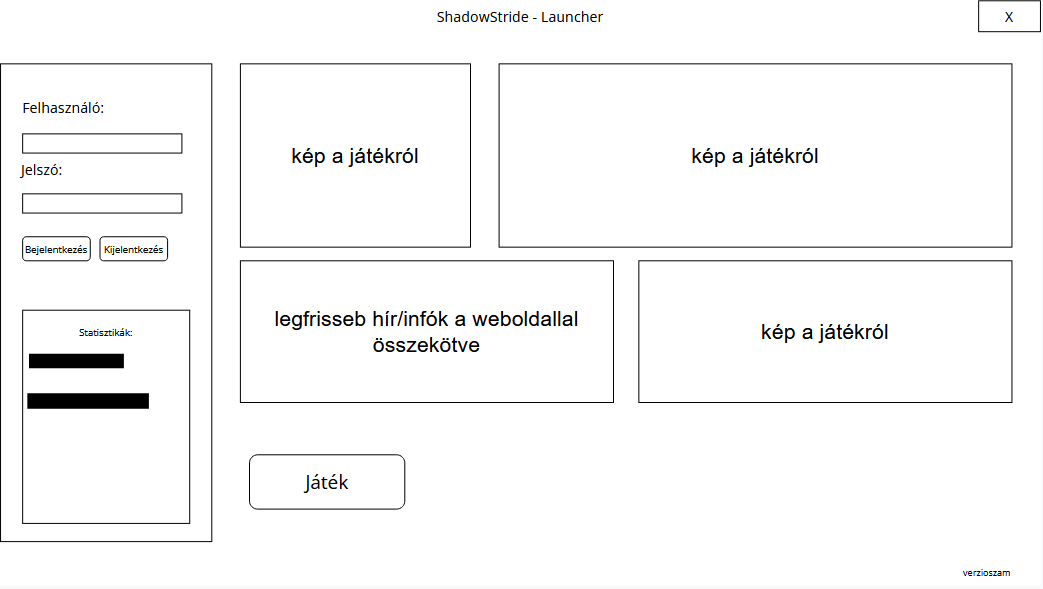 ShadowStride - Launcher
X
Felhasználó:
Jelszó:
Bejelentkezés
Kijelentkezés
Statisztikák:
kép a játékról
kép a játékról
legfrisseb hír/infók a weboldallal
összekötve
kép a játékról
Játék
verzioszam